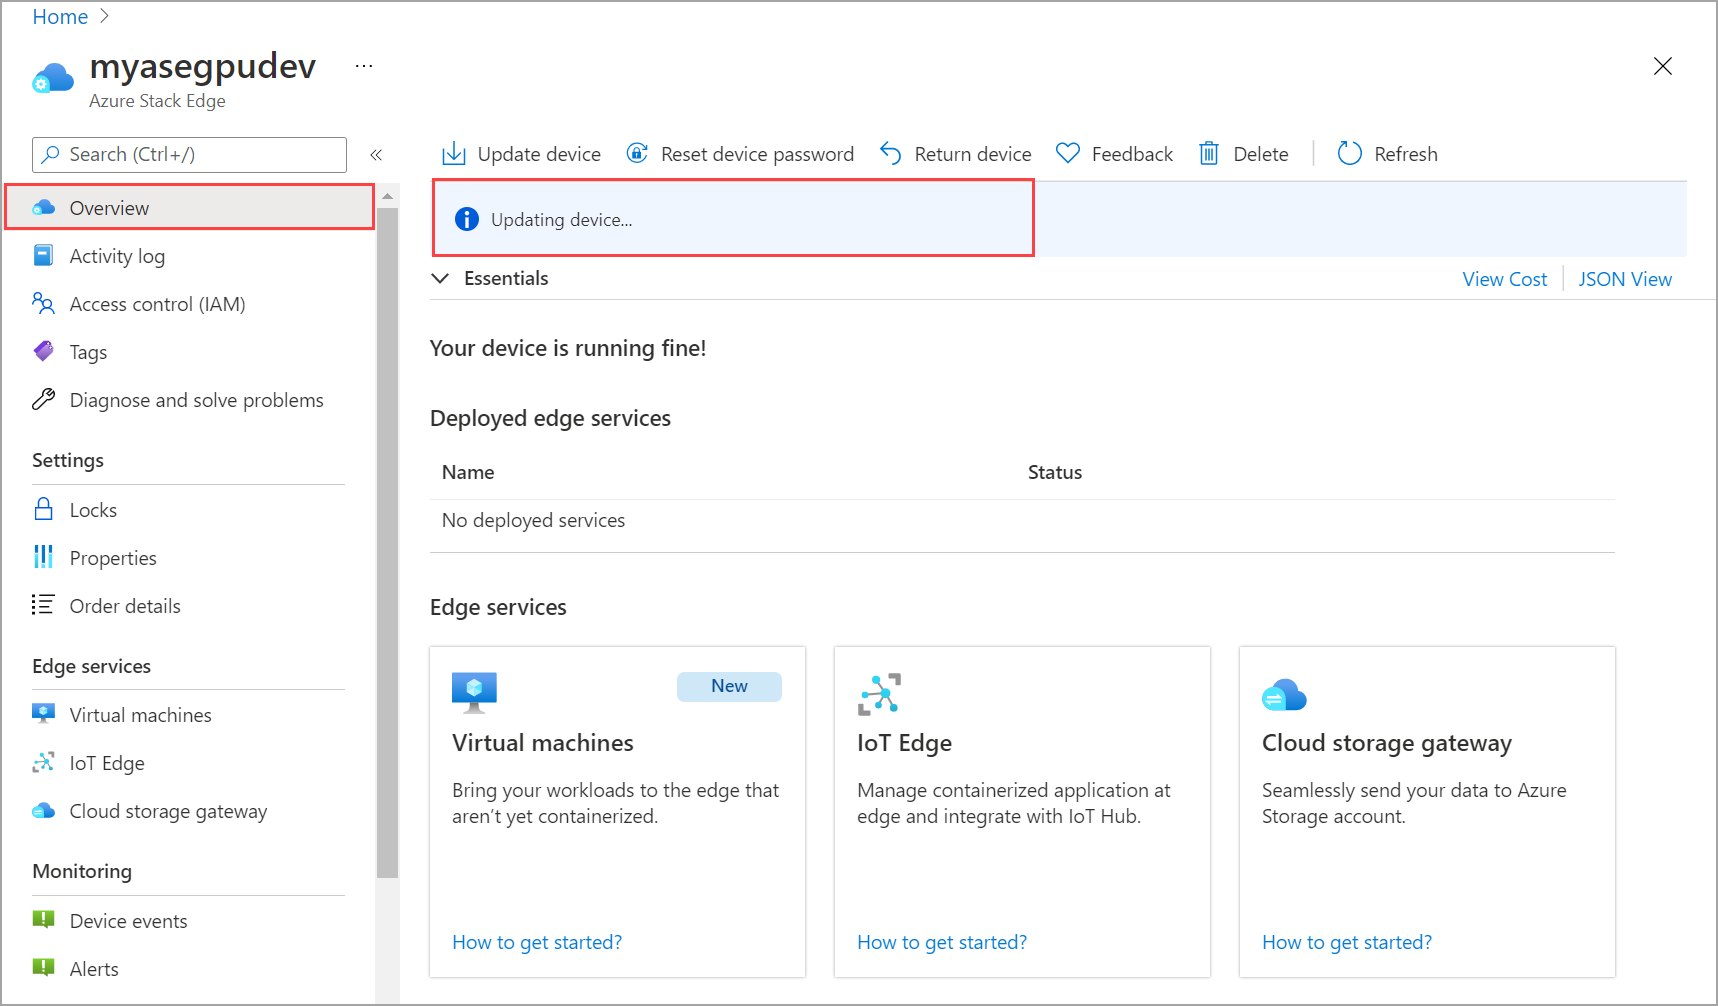 Home
myasegpudev ...
Azure Stack Edge
Search (Ctrl+/)
«
Overview
Activity log
Access control (IAM)
Tags
Diagnose and solve problems
Settings
Locks
Properties
Order details
Edge services
Virtual machines
IoT Edge
Cloud storage gateway
Monitoring
Device events
Alerts
Update device
Reset device password
Return device
Feedback
Delete
Refresh
Updating device...
Essentials
View Cost
JSON View
Your device is running fine!
Deployed edge services
Name Status
No deployed services
Edge services
New
Virtual machines
Bring your workloads to the edge that
aren’t yet containerized.
How to get started?
IoT Edge
Manage containerized application at
edge and integrate with IoT Hub.
How to get started?
Cloud storage gateway
Seamlessly send your data to Azure
Storage account.
How to get started?